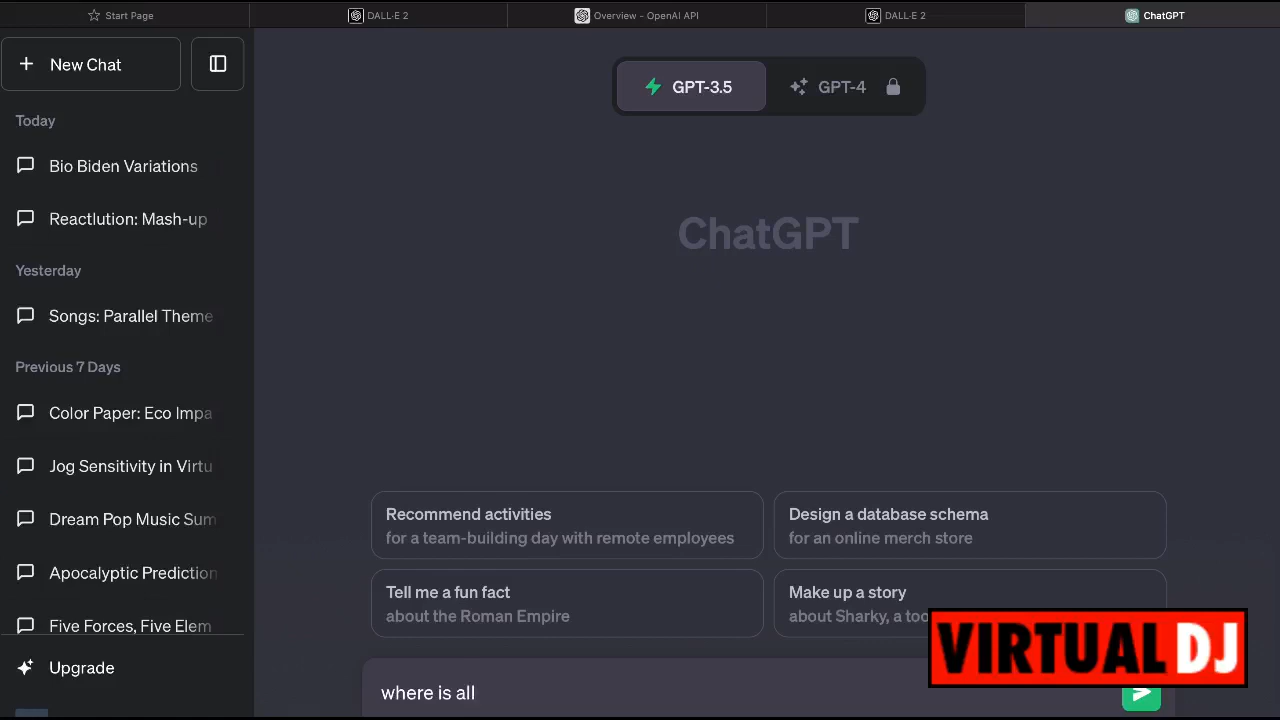 Start Page
DALL·E 2
Overview - OpenAI API
DALL·E 2
ChatGPT
New Chat
Today
Bio Biden Variations
Reactlution: Mash-up
Yesterday
Songs: Parallel Theme
Previous 7 Days
Color Paper: Eco Impa
Jog Sensitivity in Virtu
Dream Pop Music Sum
Apocalyptic Prediction
Five Forces, Five Elem
Upgrade
GPT-3.5
GPT-4
ChatGPT
Recommend activities
for a team-building day with remote employees
Design a database schema
for an online merch store
Tell me a fun fact
about the Roman Empire
Make up a story
about Sharky, a too
where is all
VIRTUAL DJ